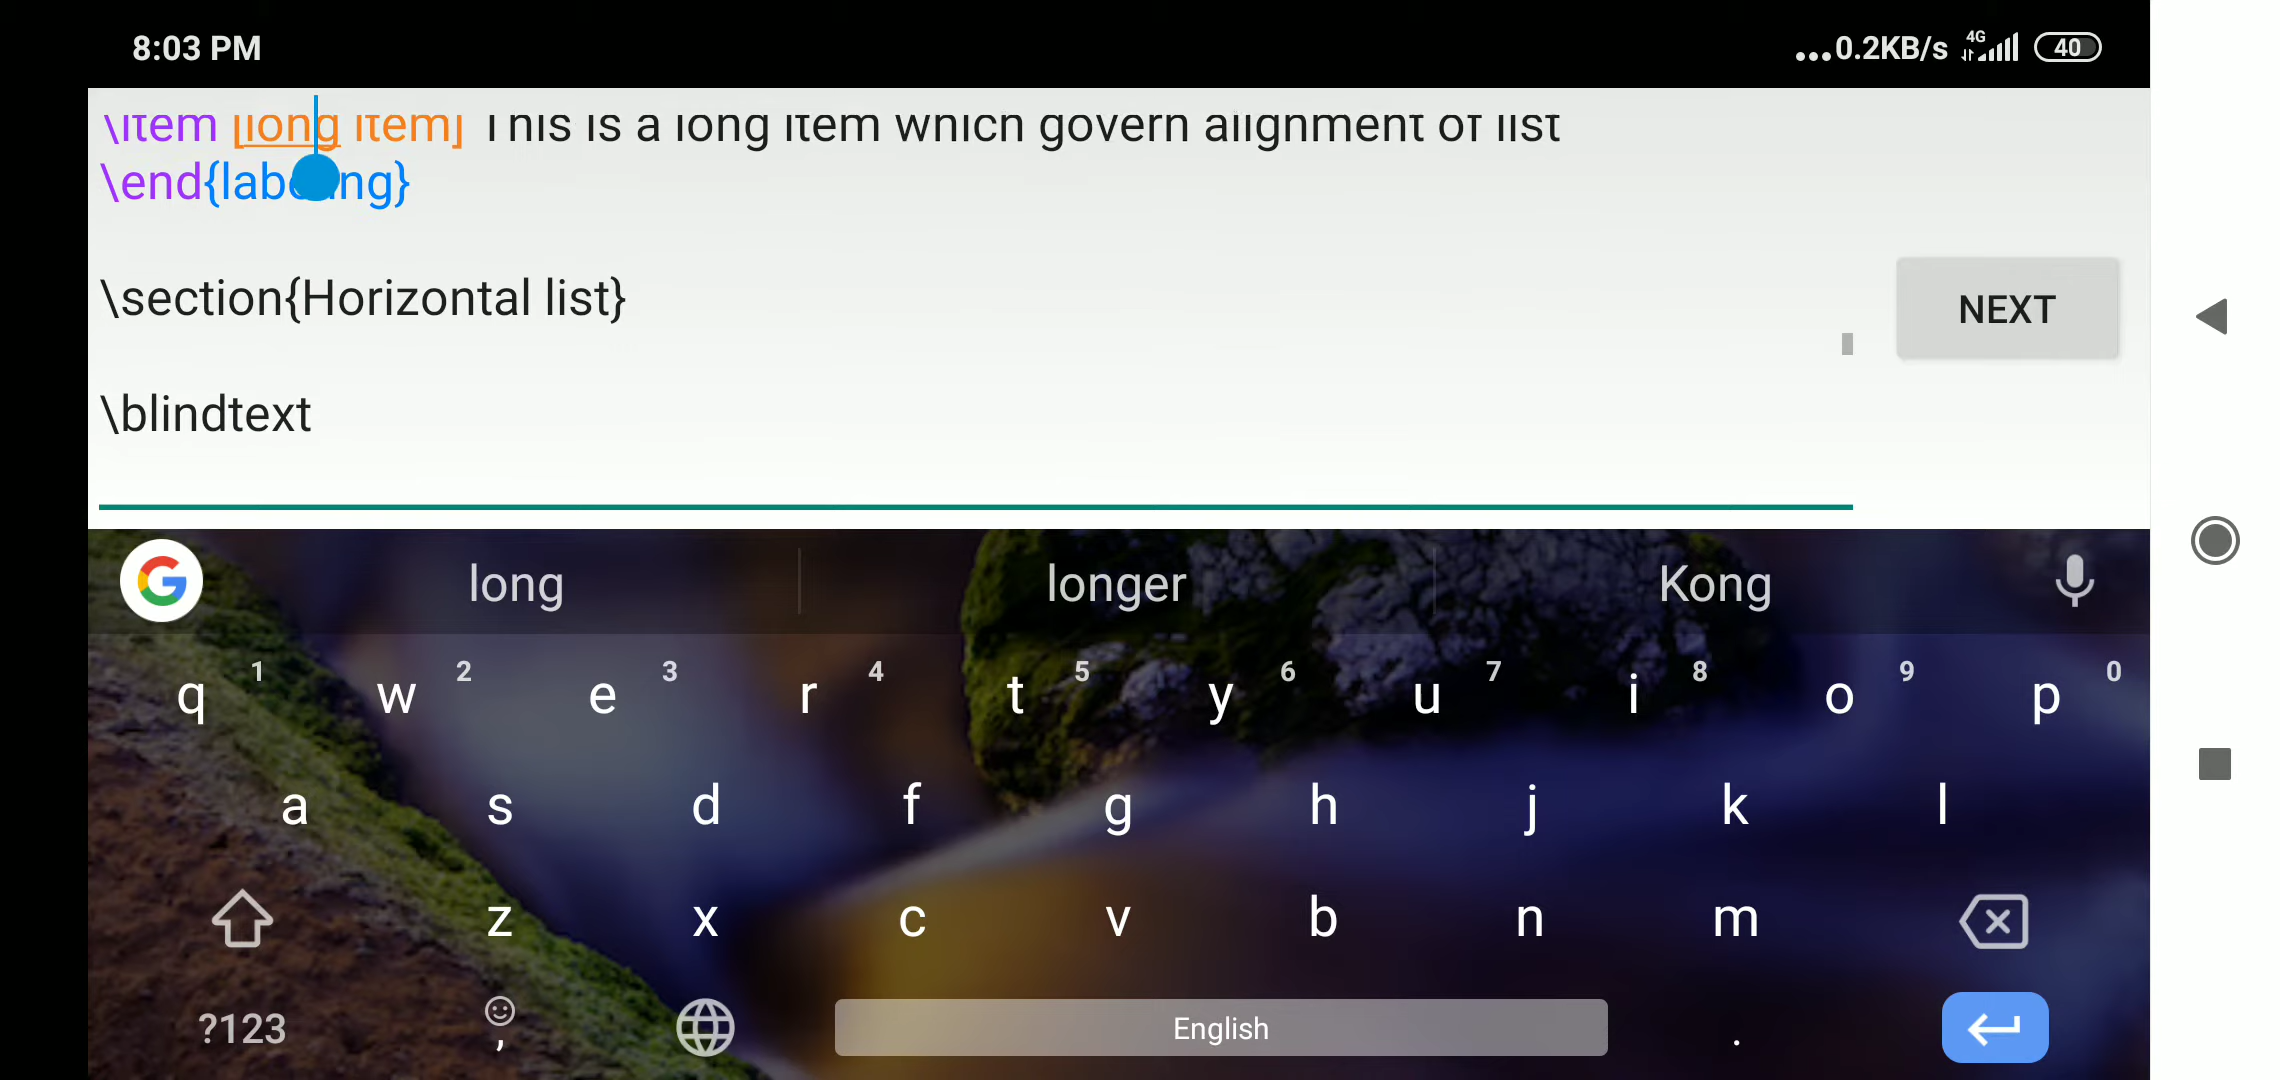 8:03 PM
...0.2KB/s 4G 40
\item [long item] This is a long item which govern alignment of list
\end{labeling}
\section{Horizontal list}
NEXT
\blindtext
long longer Kong
q 1 w 2 e 3 r 4 t 5 y 6 u 7 i 8 o 9 p 0
a s d f g h j k l
z x c v b n m
?123 , English .